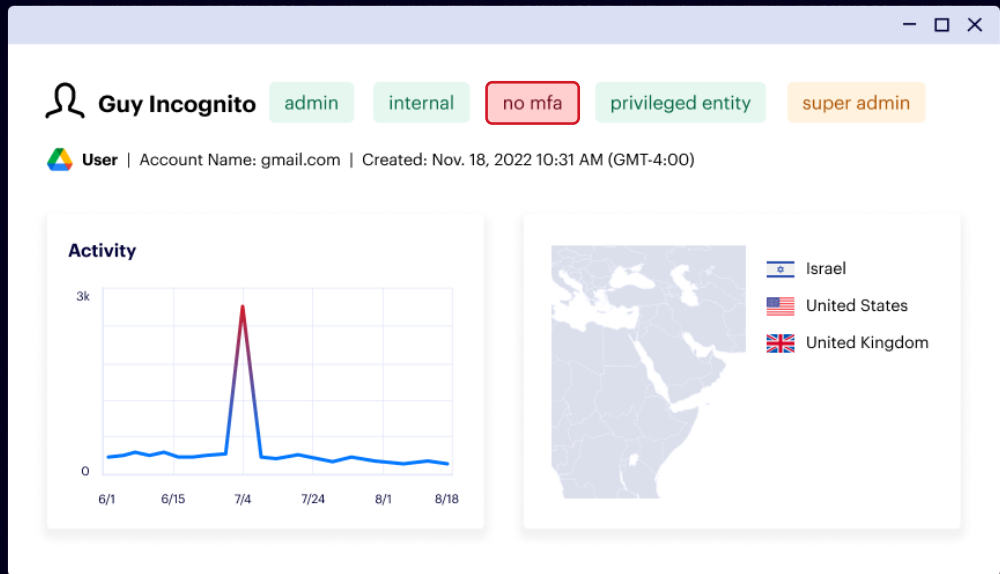 Guy Incognito admin internal no mfa privileged entity super admin
User | Account Name: gmail.com | Created: Nov. 18, 2022 10:31 AM (GMT-4:00)
Activity
3k
0
6/1 6/15 7/4 7/24 8/1 8/18
Israel
United States
United Kingdom